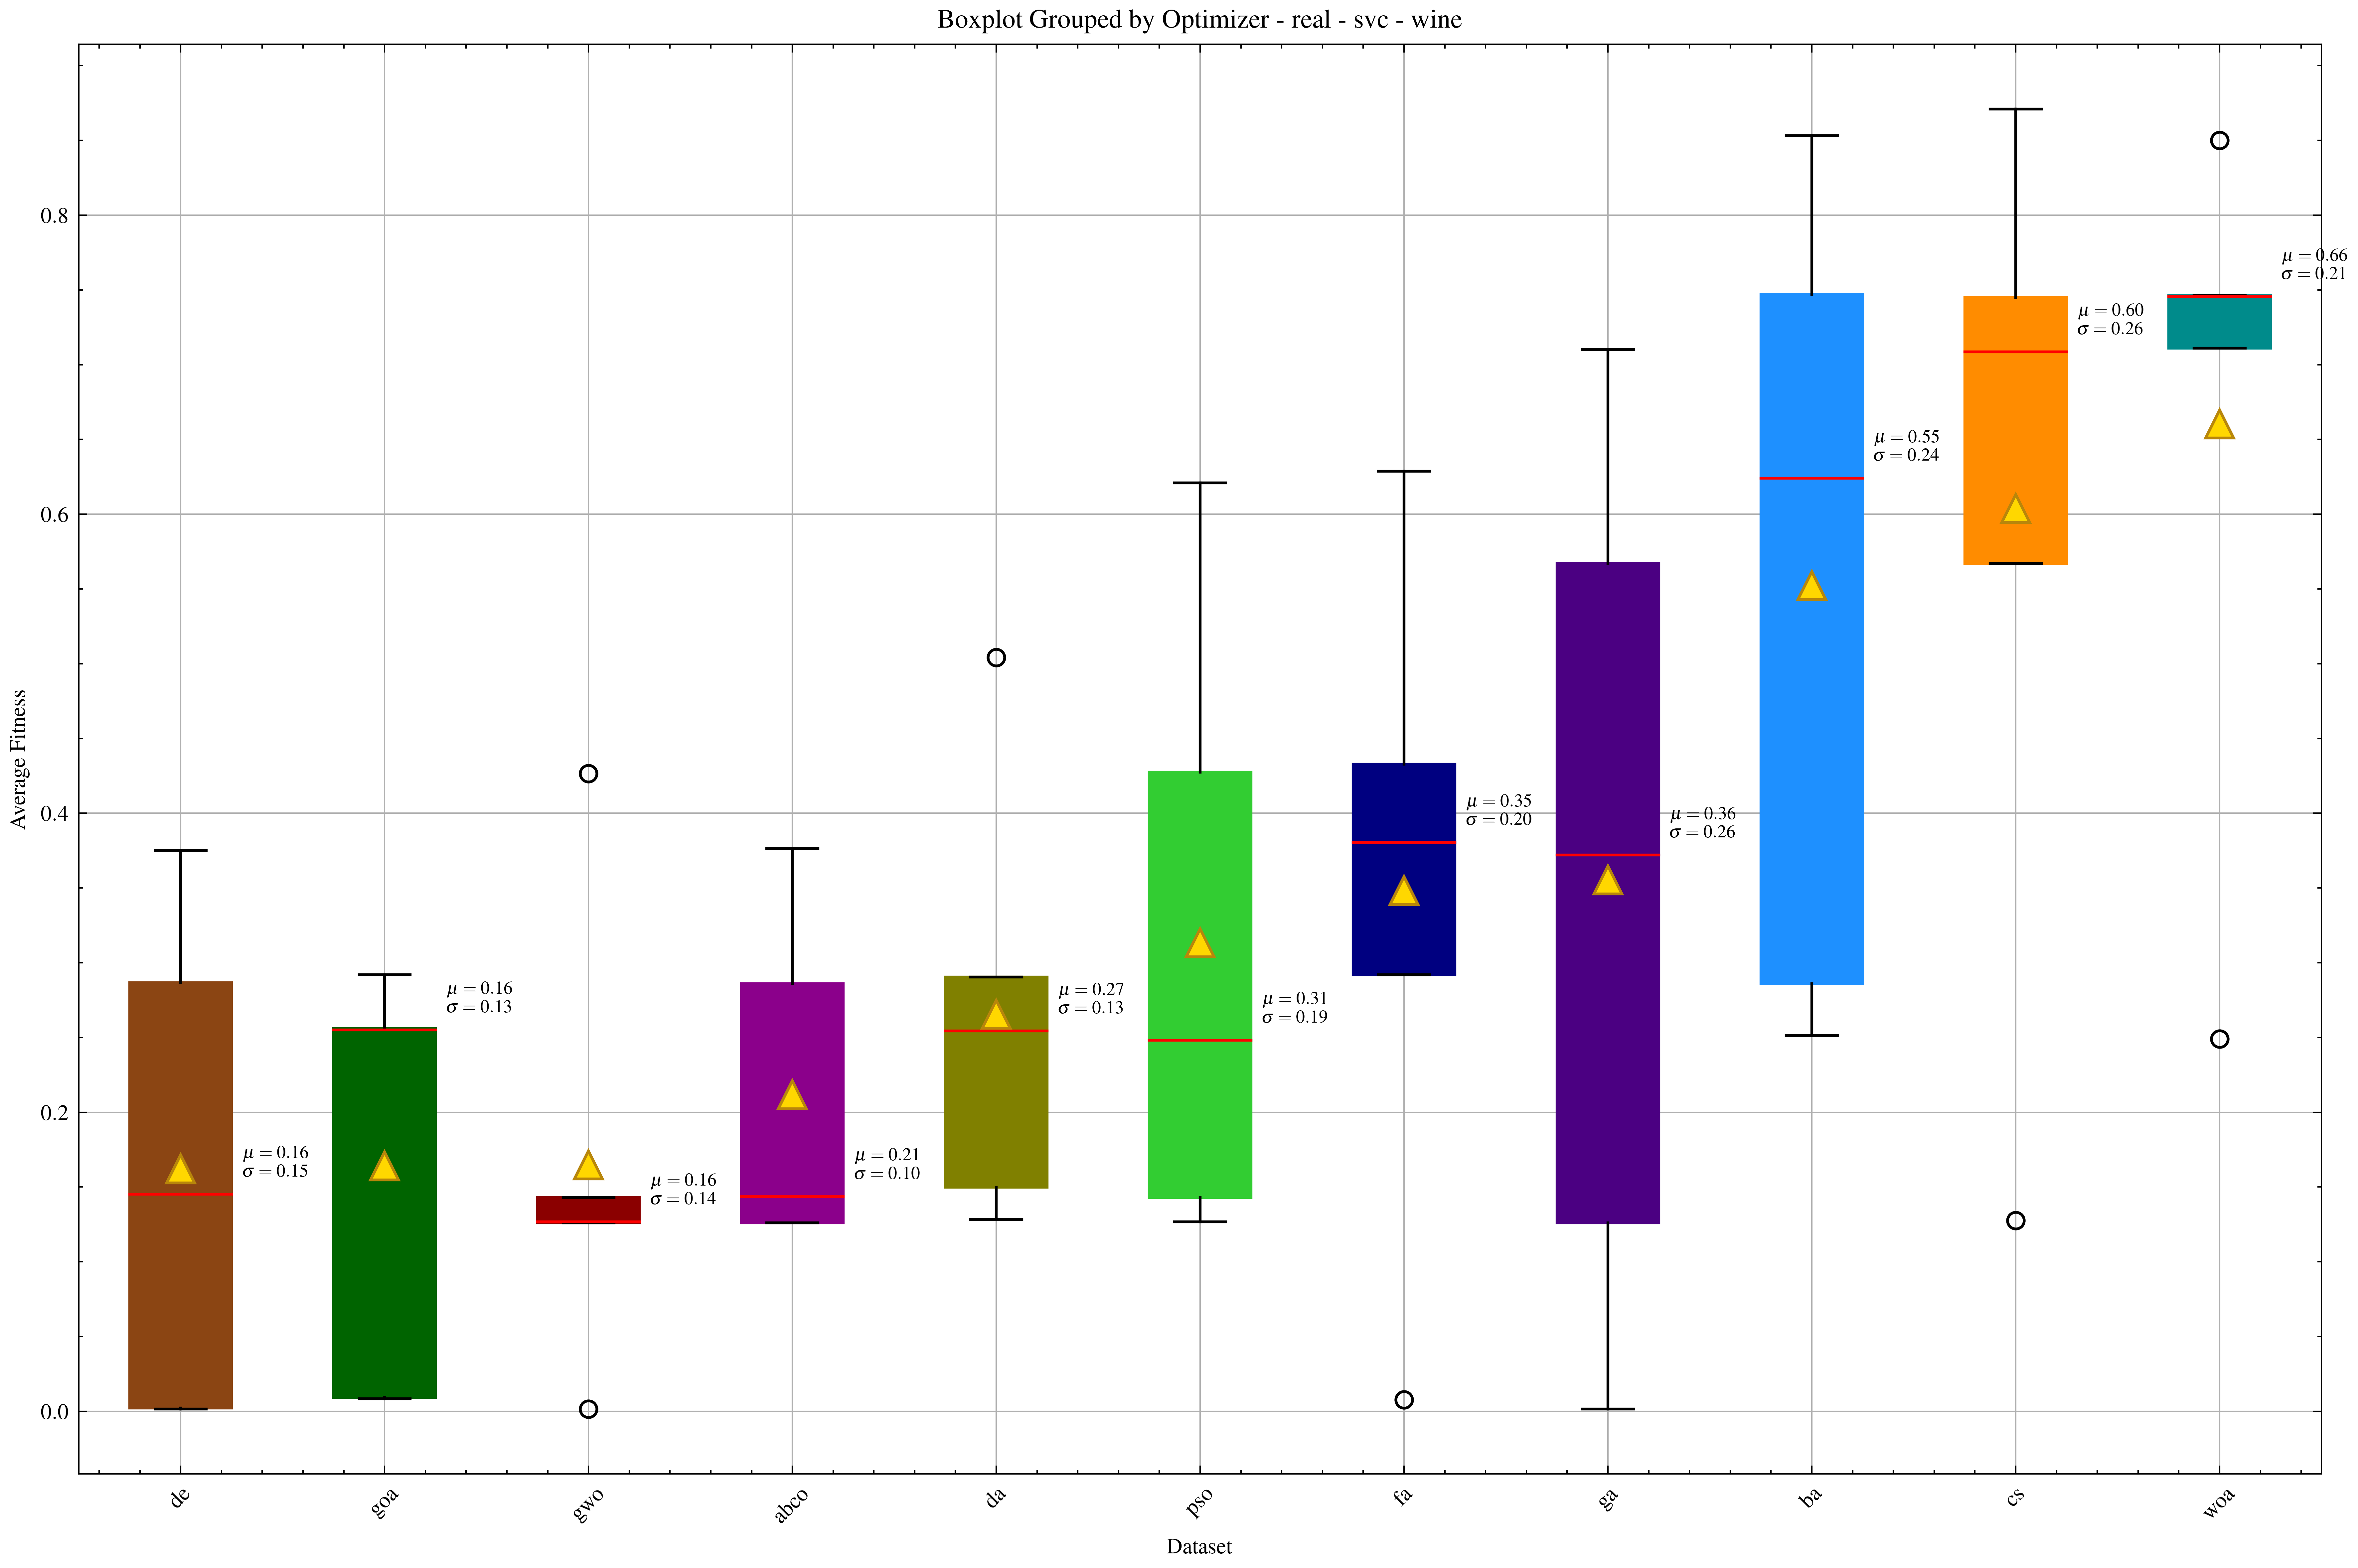 Boxplot Grouped by Optimizer - real - svc - wine
Average Fitness
0.8
0.6
0.4
0.2
0.0
μ = 0.16
σ = 0.15
μ = 0.16
σ = 0.13
μ = 0.16
σ = 0.14
μ = 0.21
σ = 0.10
μ = 0.27
σ = 0.13
μ = 0.31
σ = 0.19
μ = 0.35
σ = 0.20
μ = 0.36
σ = 0.26
μ = 0.55
σ = 0.24
μ = 0.60
σ = 0.26
μ = 0.66
σ = 0.21
de
goa
gwo
abco
da
pso
fa
ga
ba
cs
woa
Dataset